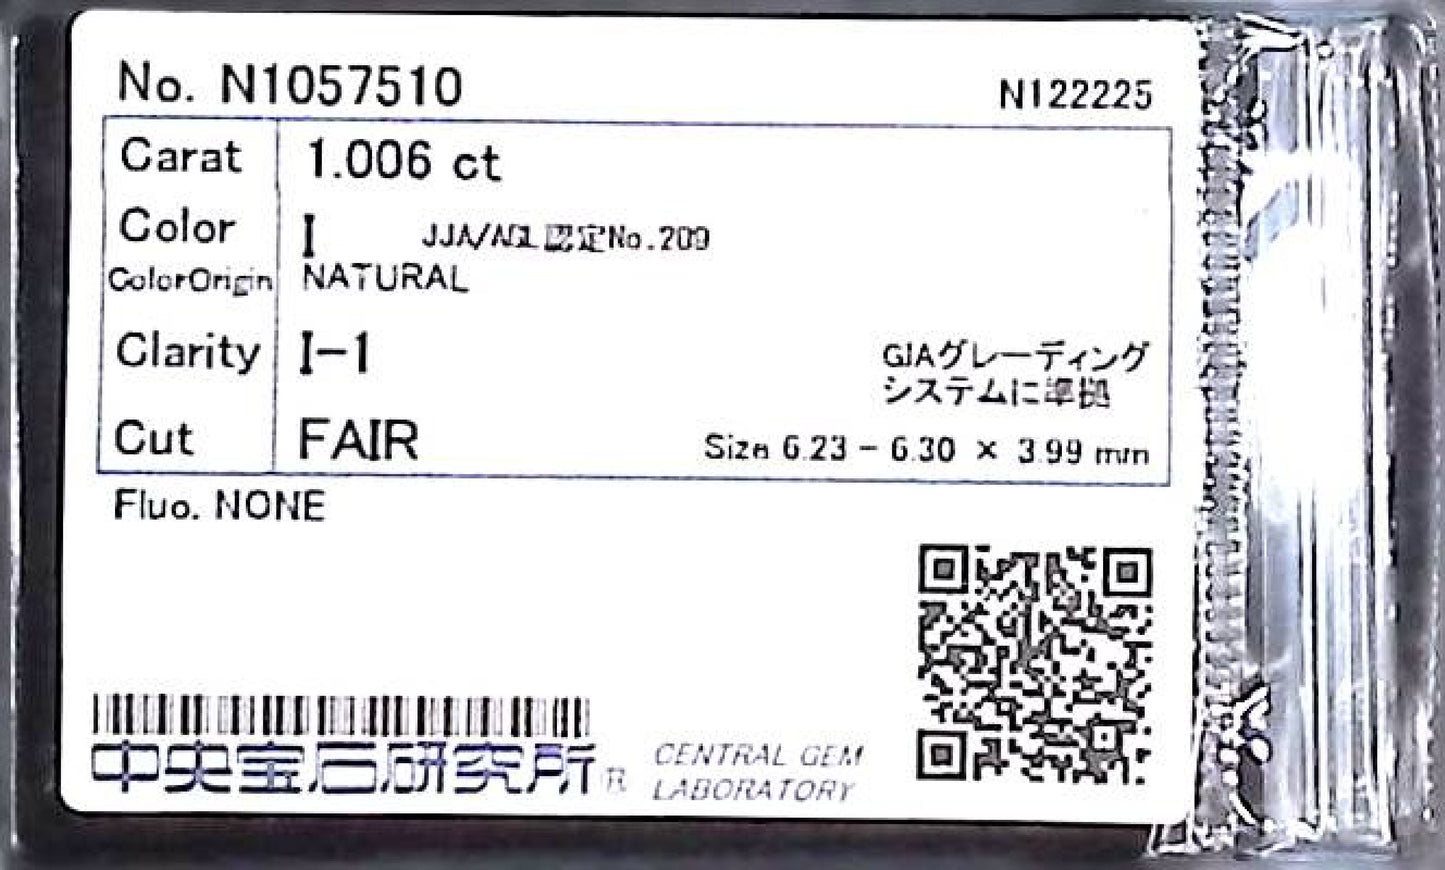 No. N1057510
N122225
Carat 1.006 ct
Color I JJA/AGL認定No.209
ColorOrigin NATURAL
Clarity I-1
GIAグレーディング
システムに準拠
Cut FAIR
Size 6.23 - 6.30 × 3.99 mm
Fluo. NONE
中央宝石研究所® CENTRAL GEM
LABORATORY